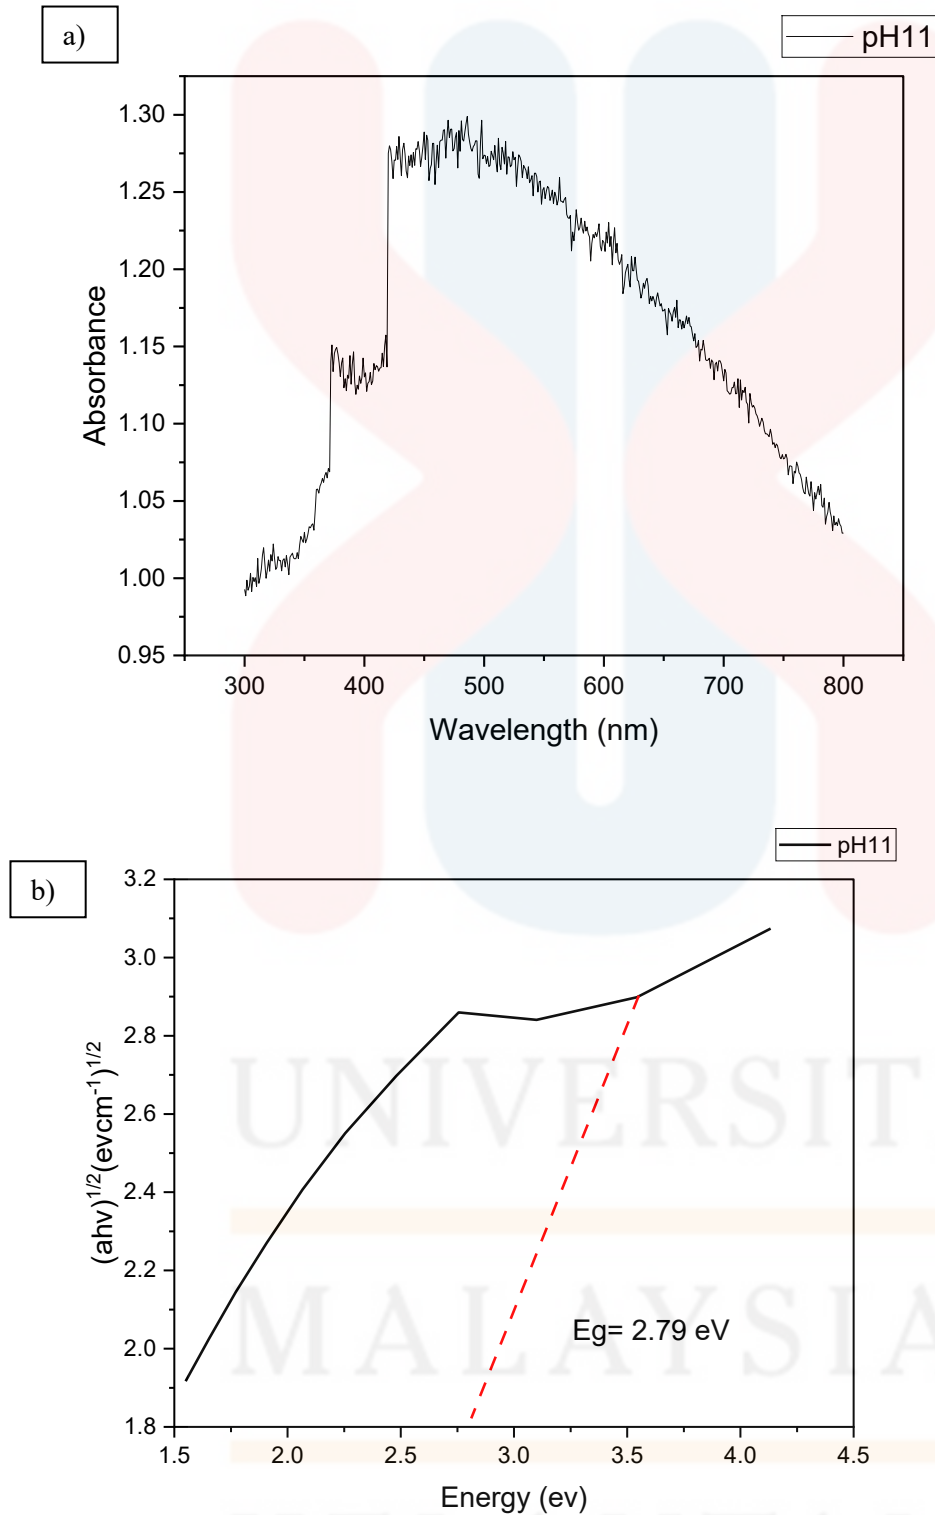 a)
pH11
1.30
1.25
1.20
1.15
1.10
1.05
1.00
0.95
Absorbance
300 400 500 600 700 800
Wavelength (nm)
b)
pH11
3.2
3.0
2.8
2.6
2.4
2.2
2.0
1.8
(ahv)^1/2(evcm^-1)^1/2
Eg= 2.79 eV
1.5 2.0 2.5 3.0 3.5 4.0 4.5
Energy (ev)
UNIVERSIT
MALAYSIA